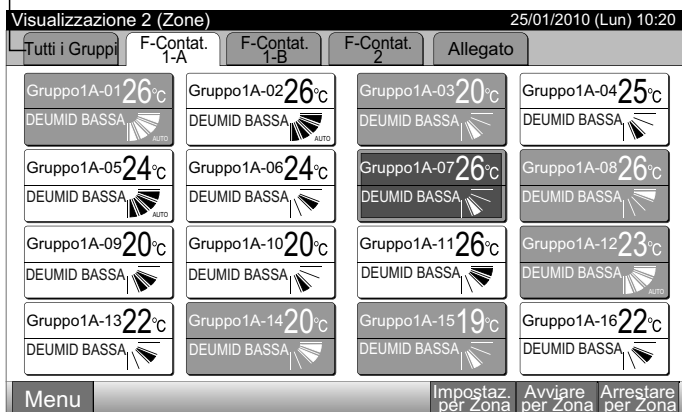 Visualizzazione 2 (Zone) 25/01/2010 (Lun) 10:20
Tutti i Gruppi F-Contat. 1-A F-Contat. 1-B F-Contat. 2 Allegato
Gruppo1A-01 26°C Gruppo1A-02 26°C Gruppo1A-03 20°C Gruppo1A-04 25°C
DEUMID BASSA AUTO DEUMID BASSA AUTO DEUMID BASSA DEUMID BASSA
Gruppo1A-05 24°C Gruppo1A-06 24°C Gruppo1A-07 26°C Gruppo1A-08 26°C
DEUMID BASSA AUTO DEUMID BASSA DEUMID BASSA DEUMID BASSA
Gruppo1A-09 20°C Gruppo1A-10 20°C Gruppo1A-11 26°C Gruppo1A-12 23°C
DEUMID BASSA DEUMID BASSA DEUMID BASSA DEUMID BASSA AUTO
Gruppo1A-13 22°C Gruppo1A-14 20°C Gruppo1A-15 19°C Gruppo1A-16 22°C
DEUMID BASSA DEUMID BASSA DEUMID BASSA DEUMID BASSA
Menu Impostaz. per Zona Avviare per Zona Arrestare per Zona